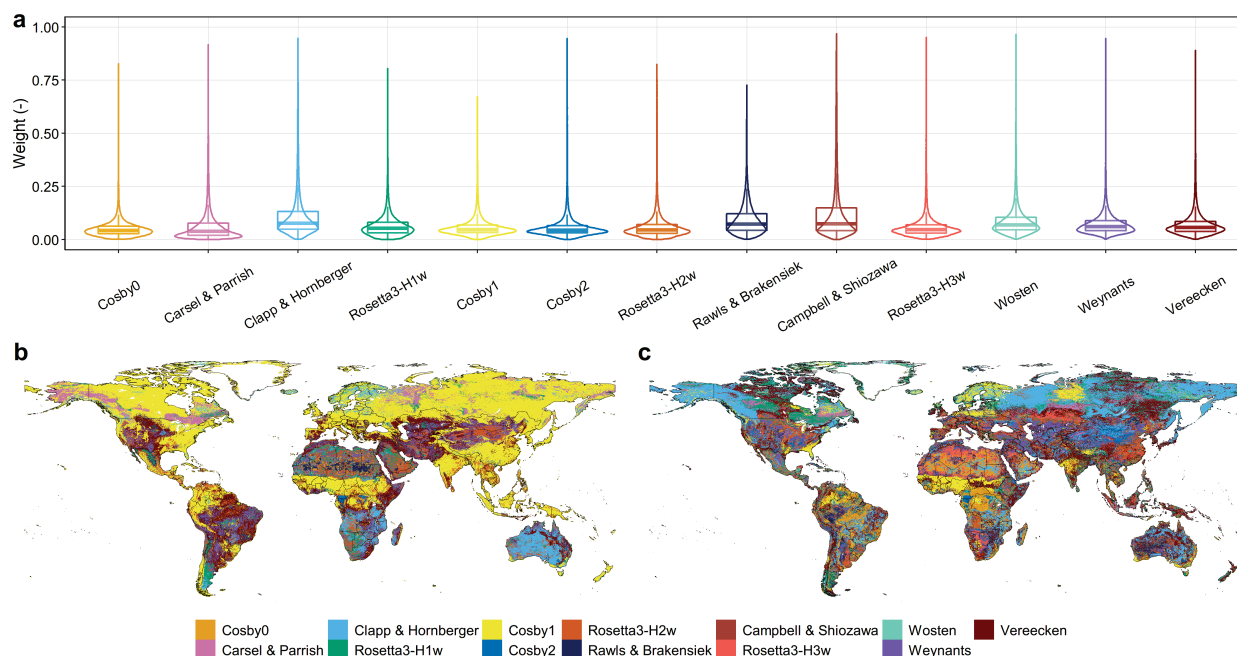 a
1.00
0.75
0.50
0.25
0.00
Weight (-)
Cosby0
Carsel & Parrish
Clapp & Hornberger
Rosetta3-H1w
Cosby1
Cosby2
Rosetta3-H2w
Rawls & Brakensiek
Campbell & Shiozawa
Rosetta3-H3w
Wosten
Weynants
Vereecken
b
c
Cosby0 Clapp & Hornberger Cosby1 Rosetta3-H2w Campbell & Shiozawa Wosten Vereecken
Carsel & Parrish Rosetta3-H1w Cosby2 Rawls & Brakensiek Rosetta3-H3w Weynants